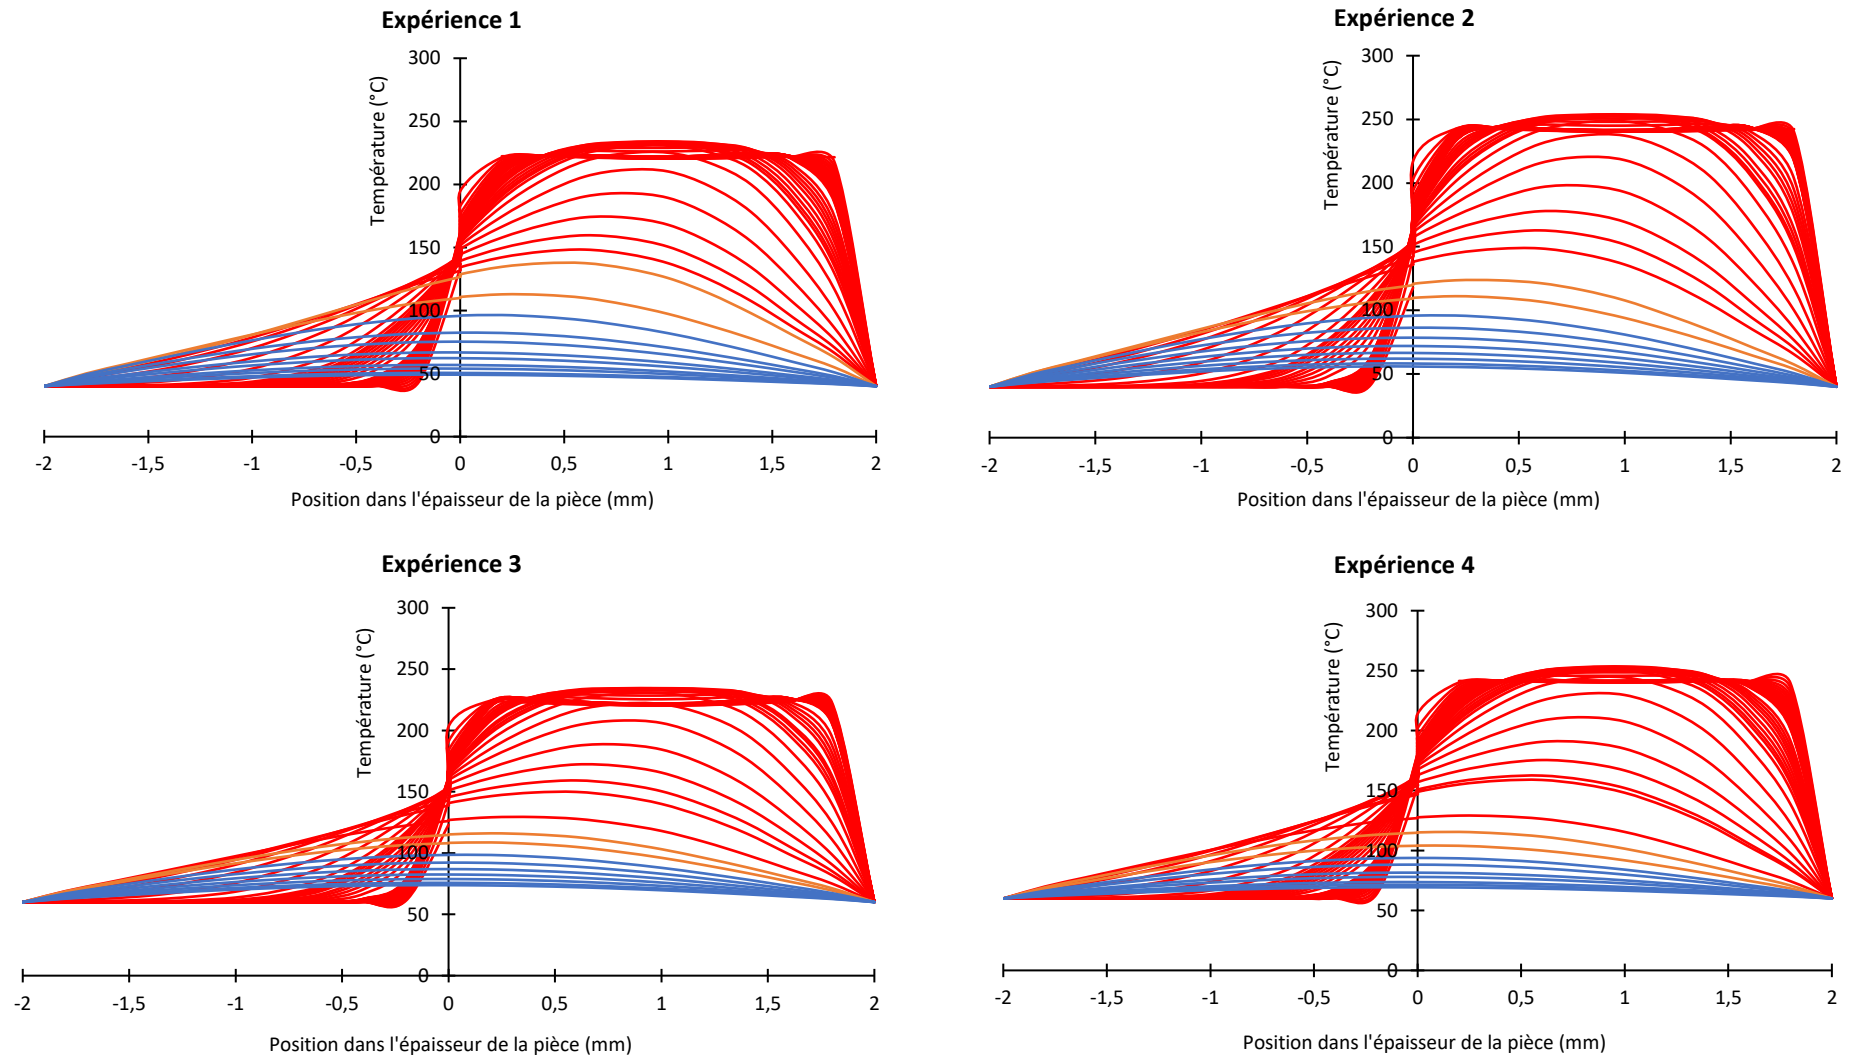 Expérience 1
300
250
200
150
100
50
0
Température (°C)
-2 -1,5 -1 -0,5 0 0,5 1 1,5 2
Position dans l'épaisseur de la pièce (mm)
Expérience 2
300
250
200
150
100
50
0
Température (°C)
-2 -1,5 -1 -0,5 0 0,5 1 1,5 2
Position dans l'épaisseur de la pièce (mm)
Expérience 3
300
250
200
150
100
50
0
Température (°C)
-2 -1,5 -1 -0,5 0 0,5 1 1,5 2
Position dans l'épaisseur de la pièce (mm)
Expérience 4
300
250
200
150
100
50
0
Température (°C)
-2 -1,5 -1 -0,5 0 0,5 1 1,5 2
Position dans l'épaisseur de la pièce (mm)